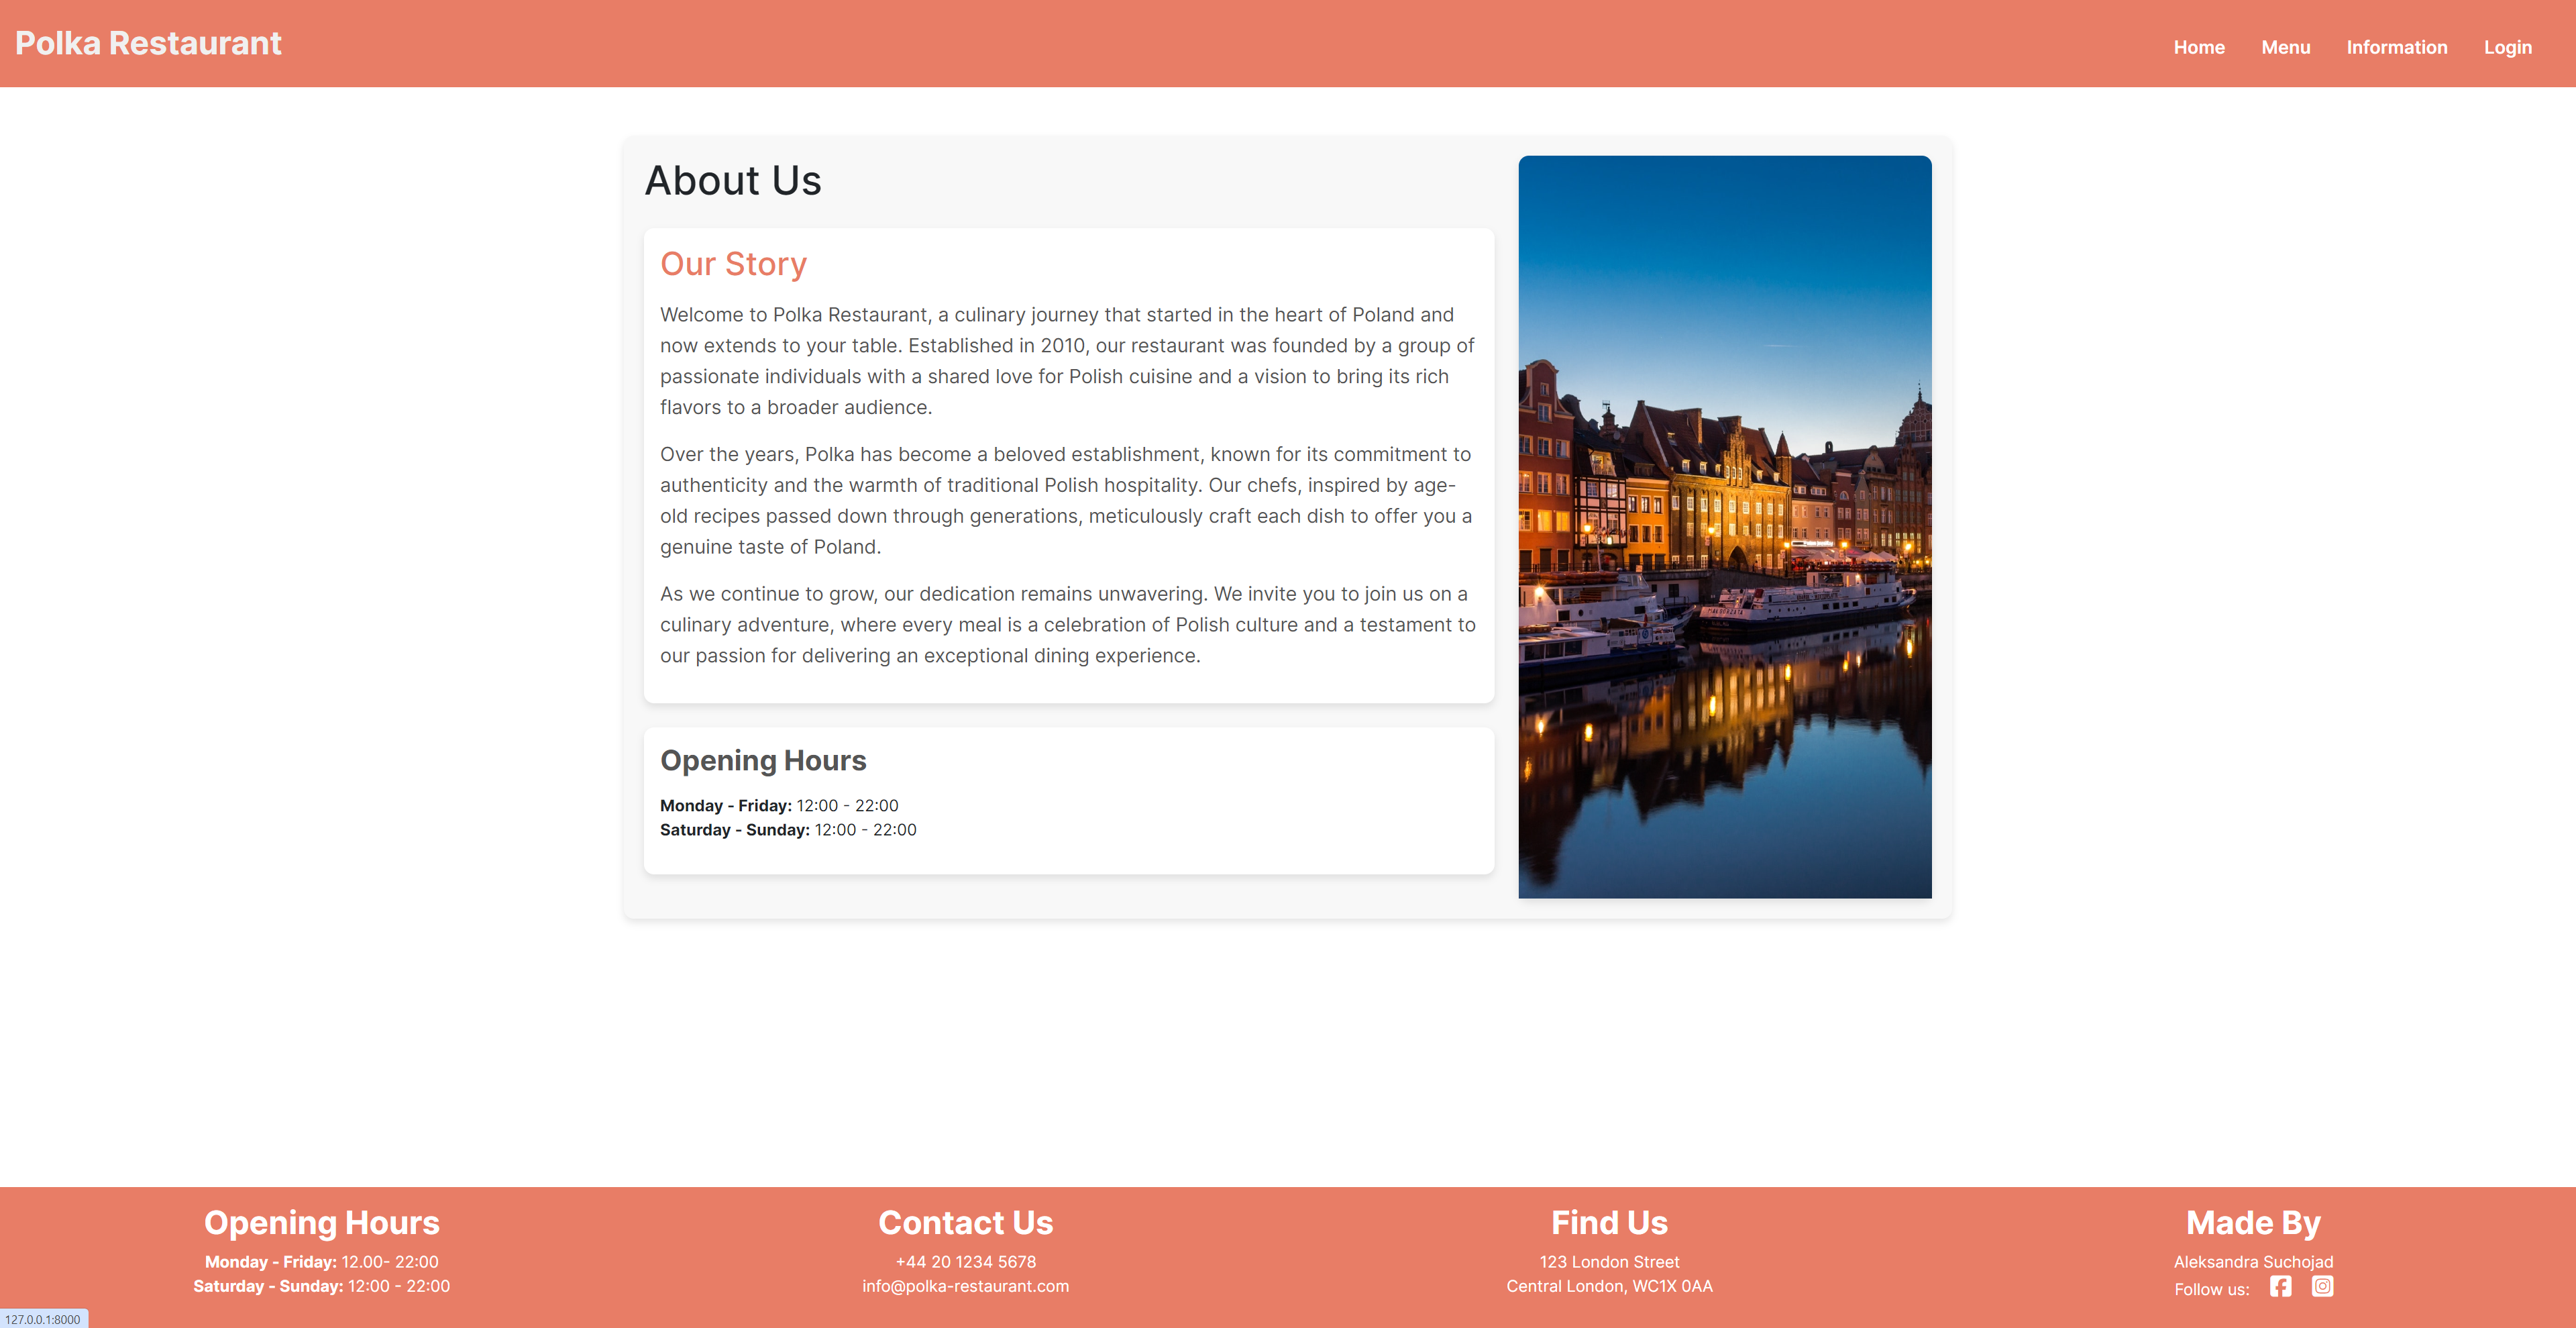 Polka Restaurant
Home Menu Information Login
About Us
Our Story
Welcome to Polka Restaurant, a culinary journey that started in the heart of Poland and
now extends to your table. Established in 2010, our restaurant was founded by a group of
passionate individuals with a shared love for Polish cuisine and a vision to bring its rich
flavors to a broader audience.
Over the years, Polka has become a beloved establishment, known for its commitment to
authenticity and the warmth of traditional Polish hospitality. Our chefs, inspired by age-
old recipes passed down through generations, meticulously craft each dish to offer you a
genuine taste of Poland.
As we continue to grow, our dedication remains unwavering. We invite you to join us on a
culinary adventure, where every meal is a celebration of Polish culture and a testament to
our passion for delivering an exceptional dining experience.
Opening Hours
Monday - Friday: 12:00 - 22:00
Saturday - Sunday: 12:00 - 22:00
Opening Hours
Monday - Friday: 12.00- 22:00
Saturday - Sunday: 12:00 - 22:00
Contact Us
+44 20 1234 5678
info@polka-restaurant.com
Find Us
123 London Street
Central London, WC1X 0AA
Made By
Aleksandra Suchojad
Follow us:
127.0.0.1:8000